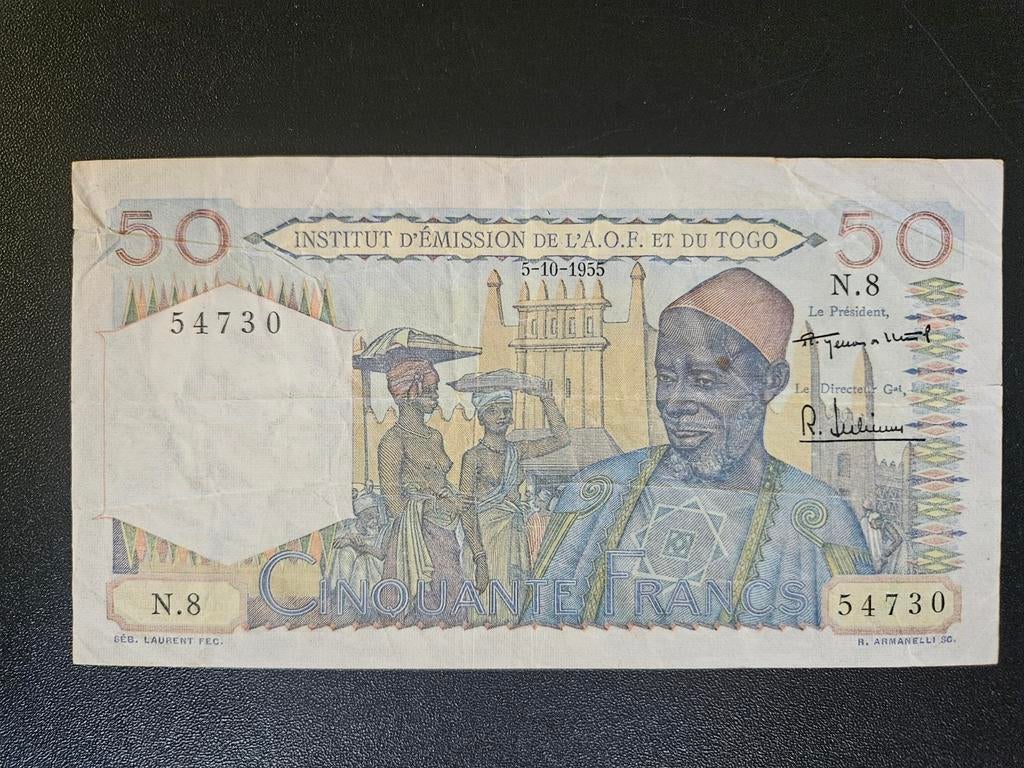 50
INSTITUT D'ÉMISSION DE L'A.O.F. ET DU TOGO
50
5-10-1955
N.8
54730
Le Président,
Le Directeur Gal,
CINQUANTE FRANCS
N.8
54730
SÉB. LAURENT FEC.
R. ARMANELLI SC.